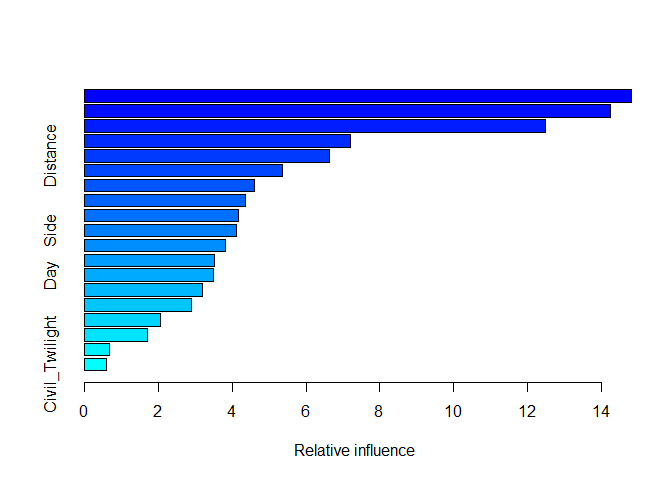 Distance
Side
Day
Civil_Twilight
0 2 4 6 8 10 12 14
Relative influence